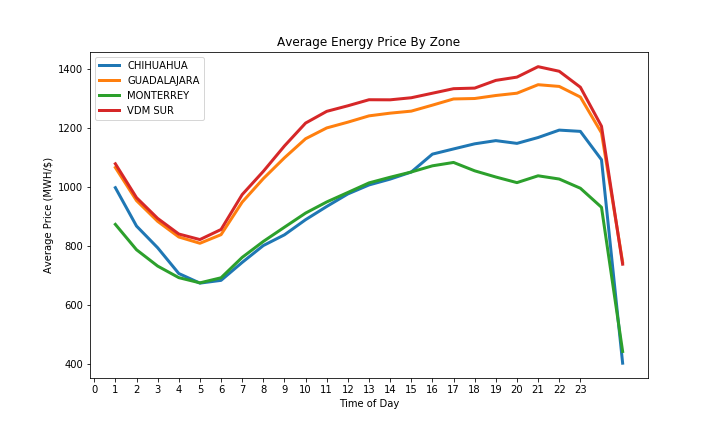 Average Energy Price By Zone
CHIHUAHUA
GUADALAJARA
MONTERREY
VDM SUR
Average Price (MWH/$)
1400
1200
1000
800
600
400
0 1 2 3 4 5 6 7 8 9 10 11 12 13 14 15 16 17 18 19 20 21 22 23
Time of Day